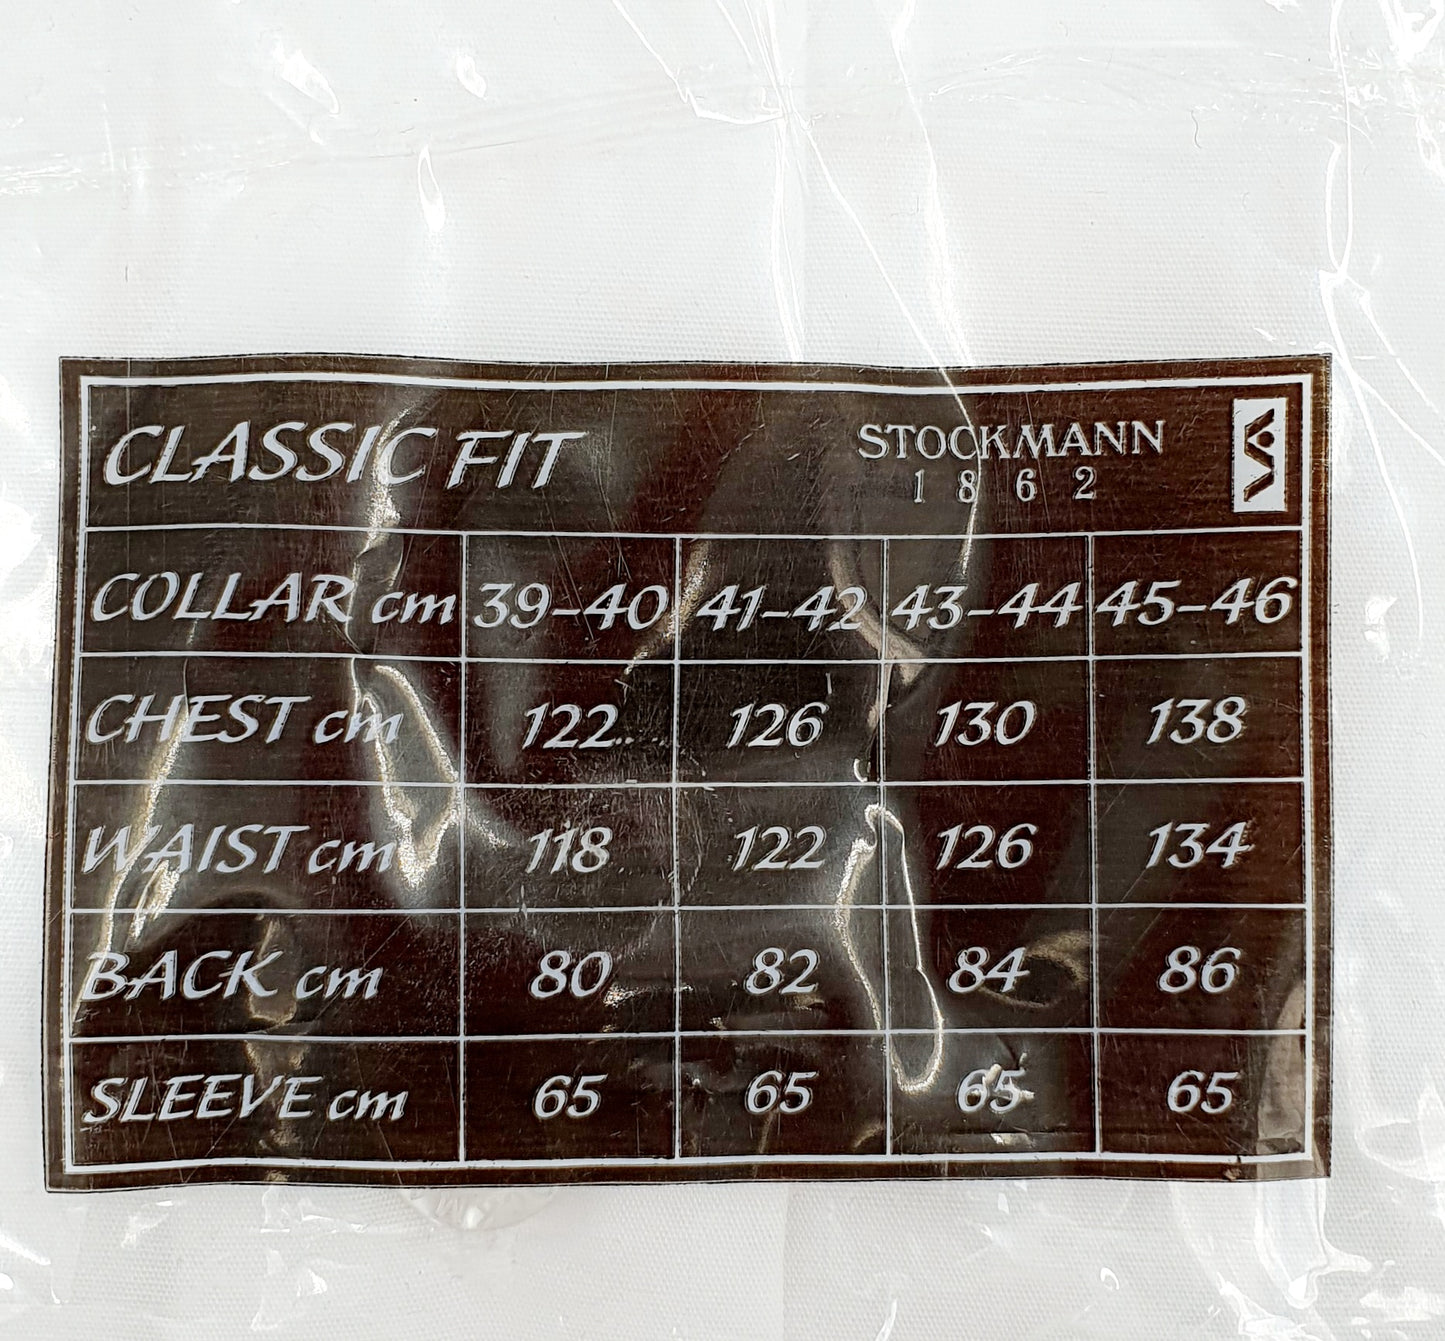 CLASSIC FIT STOCKMANN
1862
COLLAR cm 39-40 41-42 43-44 45-46
CHEST cm 122 126 130 138
WAIST cm 118 122 126 134
BACK cm 80 82 84 86
SLEEVE cm 65 65 65 65